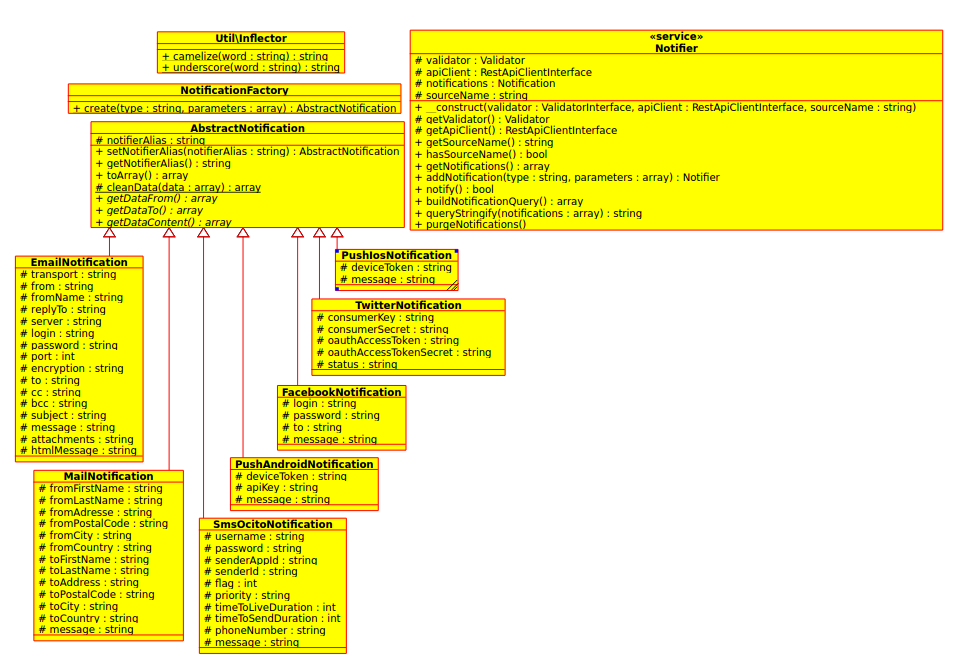 Util\Inflector
+ camelize(word : string) : string
+ underscore(word : string) : string
NotificationFactory
+ create(type : string, parameters : array) : AbstractNotification
AbstractNotification
# notifierAlias : string
+ setNotifierAlias(notifierAlias : string) : AbstractNotification
+ getNotifierAlias() : string
+ toArray() : array
# cleanData(data : array) : array
+ getDataFrom() : array
+ getDataTo() : array
+ getDataContent() : array
«service»
Notifier
# validator : Validator
# apiClient : RestApiClientInterface
# notifications : Notification
# sourceName : string
+ __construct(validator : ValidatorInterface, apiClient : RestApiClientInterface, sourceName : string)
# getValidator() : Validator
# getApiClient() : RestApiClientInterface
+ getSourceName() : string
+ hasSourceName() : bool
+ getNotifications() : array
+ addNotification(type : string, parameters : array) : Notifier
+ notify() : bool
+ buildNotificationQuery() : array
+ queryStringify(notifications : array) : string
+ purgeNotifications()
PushIosNotification
# deviceToken : string
# message : string
EmailNotification
# transport : string
# from : string
# fromName : string
# replyTo : string
# server : string
# login : string
# password : string
# port : int
# encryption : string
# to : string
# cc : string
# bcc : string
# subject : string
# message : string
# attachments : string
# htmlMessage : string
TwitterNotification
# consumerKey : string
# consumerSecret : string
# oauthAccessToken : string
# oauthAccessTokenSecret : string
# status : string
FacebookNotification
# login : string
# password : string
# to : string
# message : string
PushAndroidNotification
# deviceToken : string
# apiKey : string
# message : string
MailNotification
# fromFirstName : string
# fromLastName : string
# fromAdresse : string
# fromPostalCode : string
# fromCity : string
# fromCountry : string
# toFirstName : string
# toLastName : string
# toAddress : string
# toPostalCode : string
# toCity : string
# toCountry : string
# message : string
SmsOcitoNotification
# username : string
# password : string
# senderAppId : string
# senderId : string
# flag : int
# priority : string
# timeToLiveDuration : int
# timeToSendDuration : int
# phoneNumber : string
# message : string